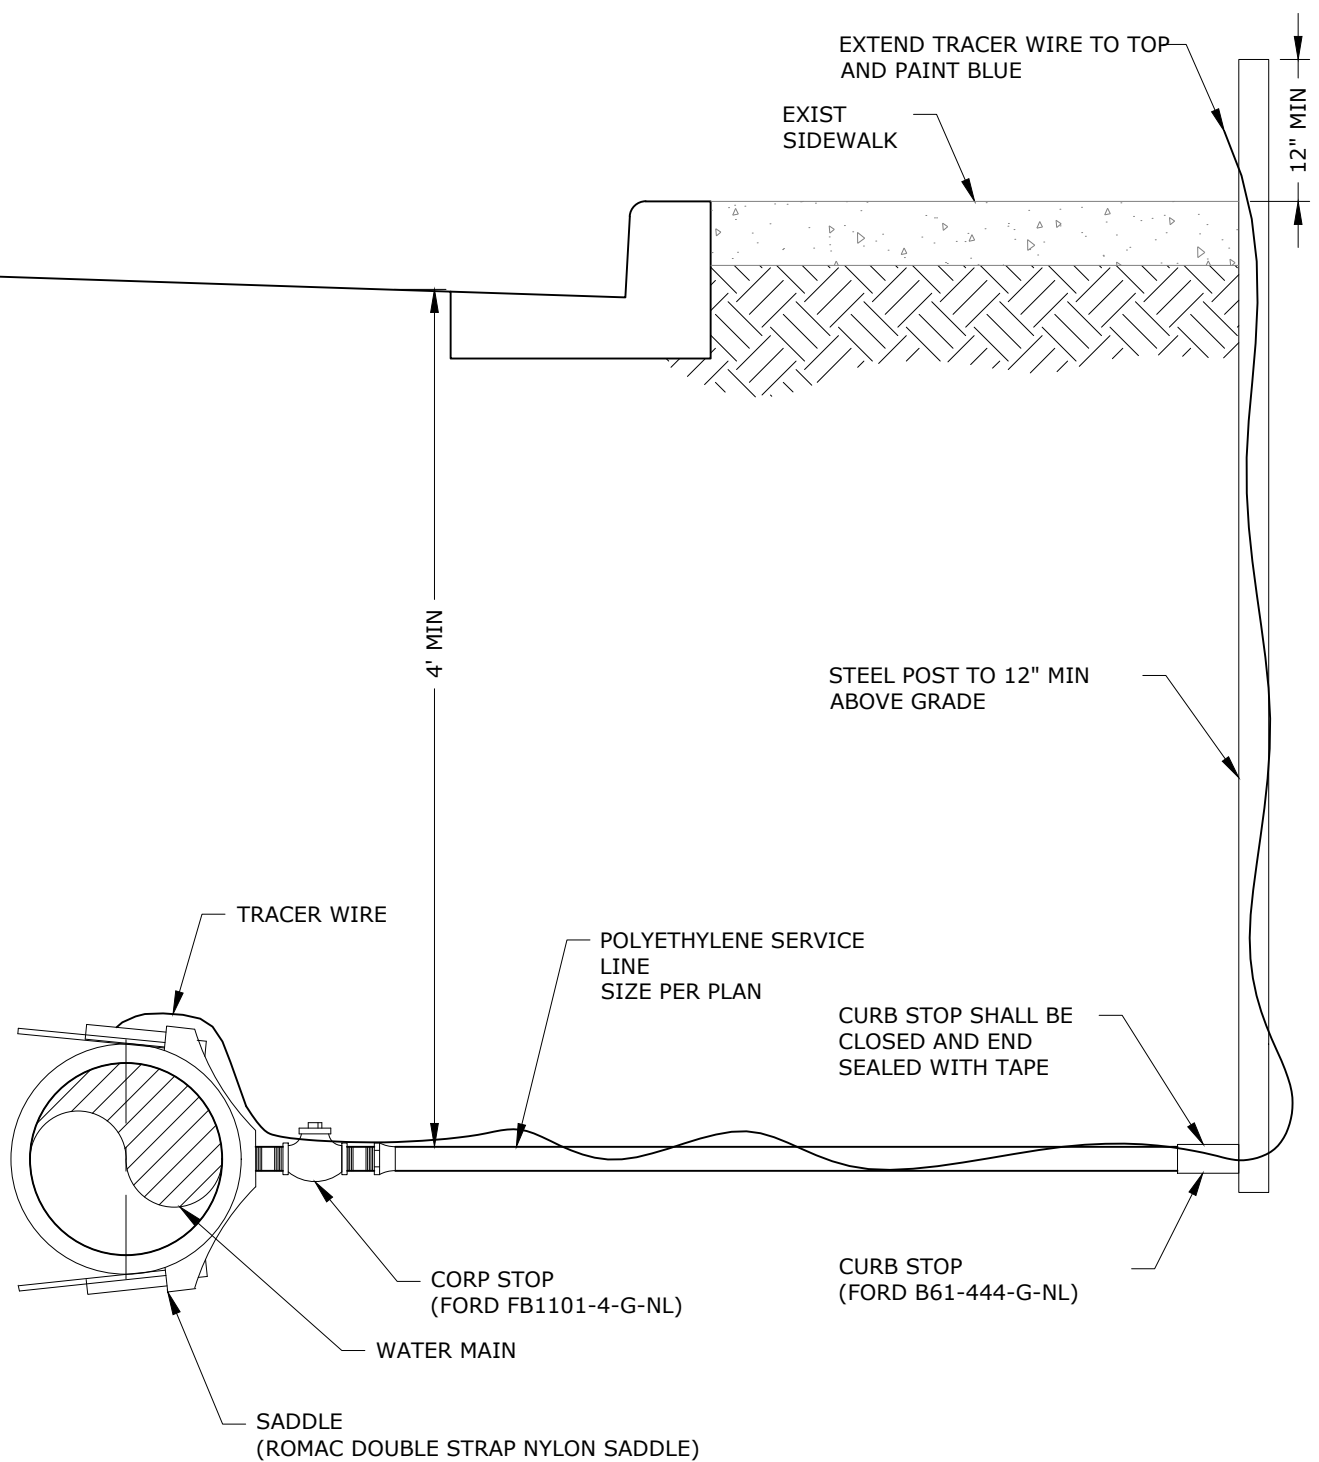 EXTEND TRACER WIRE TO TOP
AND PAINT BLUE
12" MIN
EXIST
SIDEWALK
4' MIN
STEEL POST TO 12" MIN
ABOVE GRADE
TRACER WIRE
POLYETHYLENE SERVICE
LINE
SIZE PER PLAN
CURB STOP SHALL BE
CLOSED AND END
SEALED WITH TAPE
CORP STOP
(FORD FB1101-4-G-NL)
CURB STOP
(FORD B61-444-G-NL)
WATER MAIN
SADDLE
(ROMAC DOUBLE STRAP NYLON SADDLE)